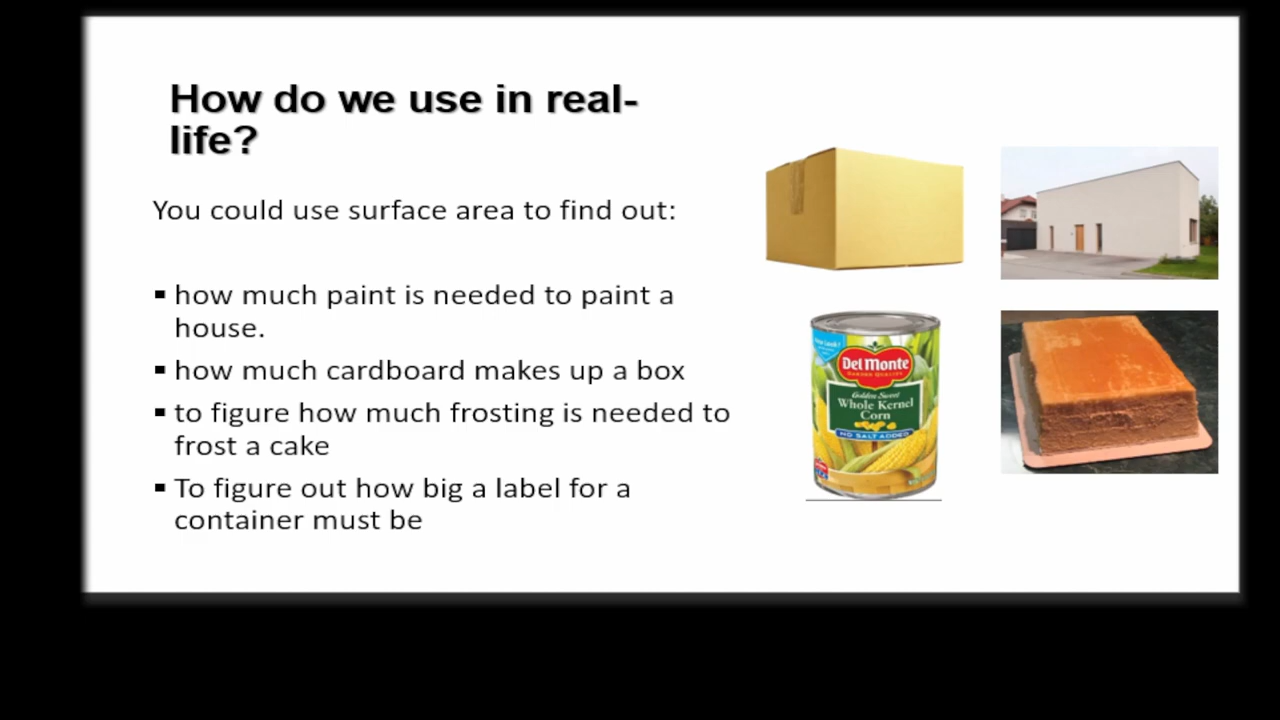 How do we use in real-
life?
You could use surface area to find out:
▪ how much paint is needed to paint a
house.
▪ how much cardboard makes up a box
▪ to figure how much frosting is needed to
frost a cake
▪ To figure out how big a label for a
container must be
Del Monte
Golden Sweet
Whole Kernel
Corn
NO SALT ADDED